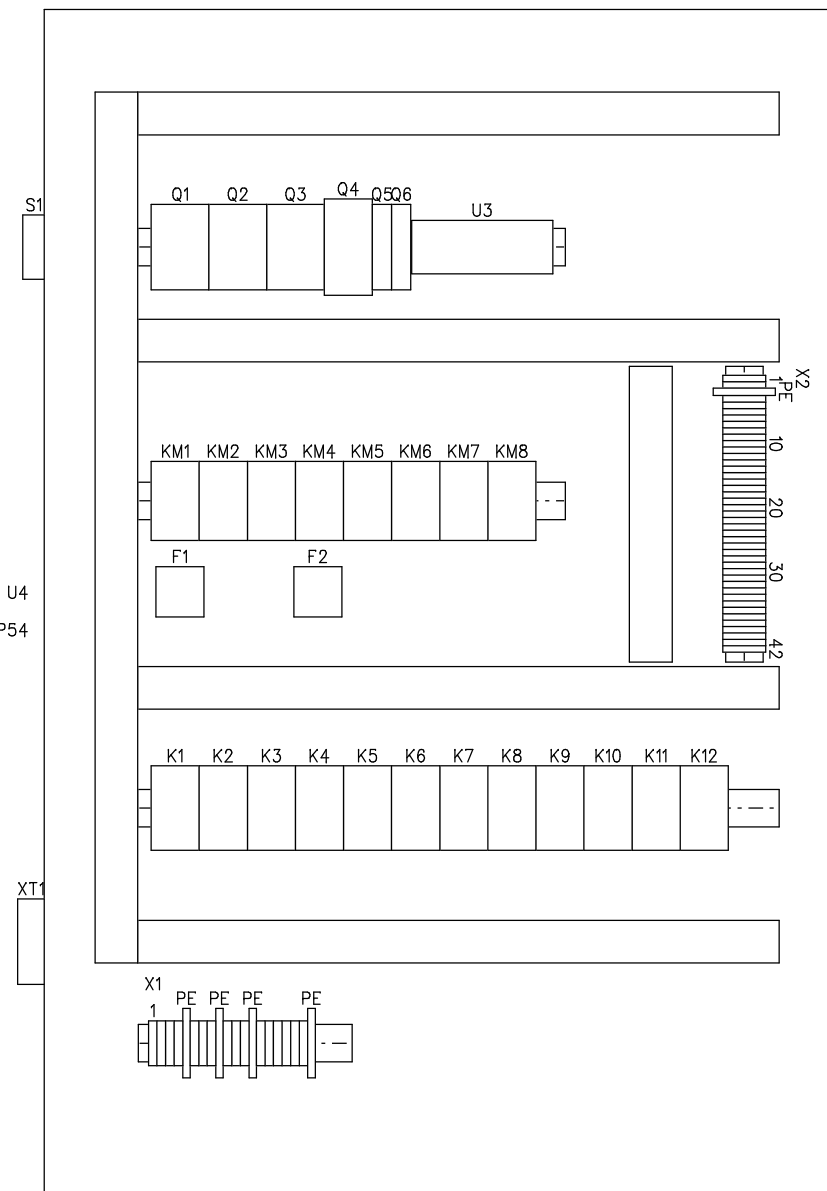 S1
Q1 Q2 Q3 Q4 Q5 Q6 U3
X2
1
PE
10
20
30
42
KM1 KM2 KM3 KM4 KM5 KM6 KM7 KM8
F1 F2
U4
P54
K1 K2 K3 K4 K5 K6 K7 K8 K9 K10 K11 K12
XT1
X1
1
PE PE PE PE